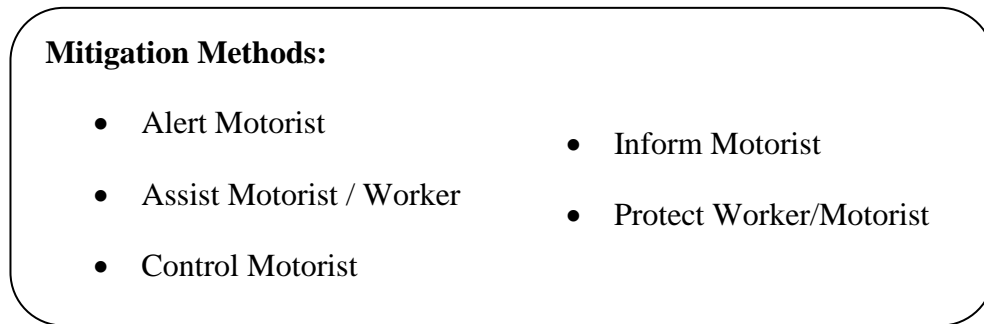 Mitigation Methods:
• Alert Motorist
• Assist Motorist / Worker
• Control Motorist
• Inform Motorist
• Protect Worker/Motorist